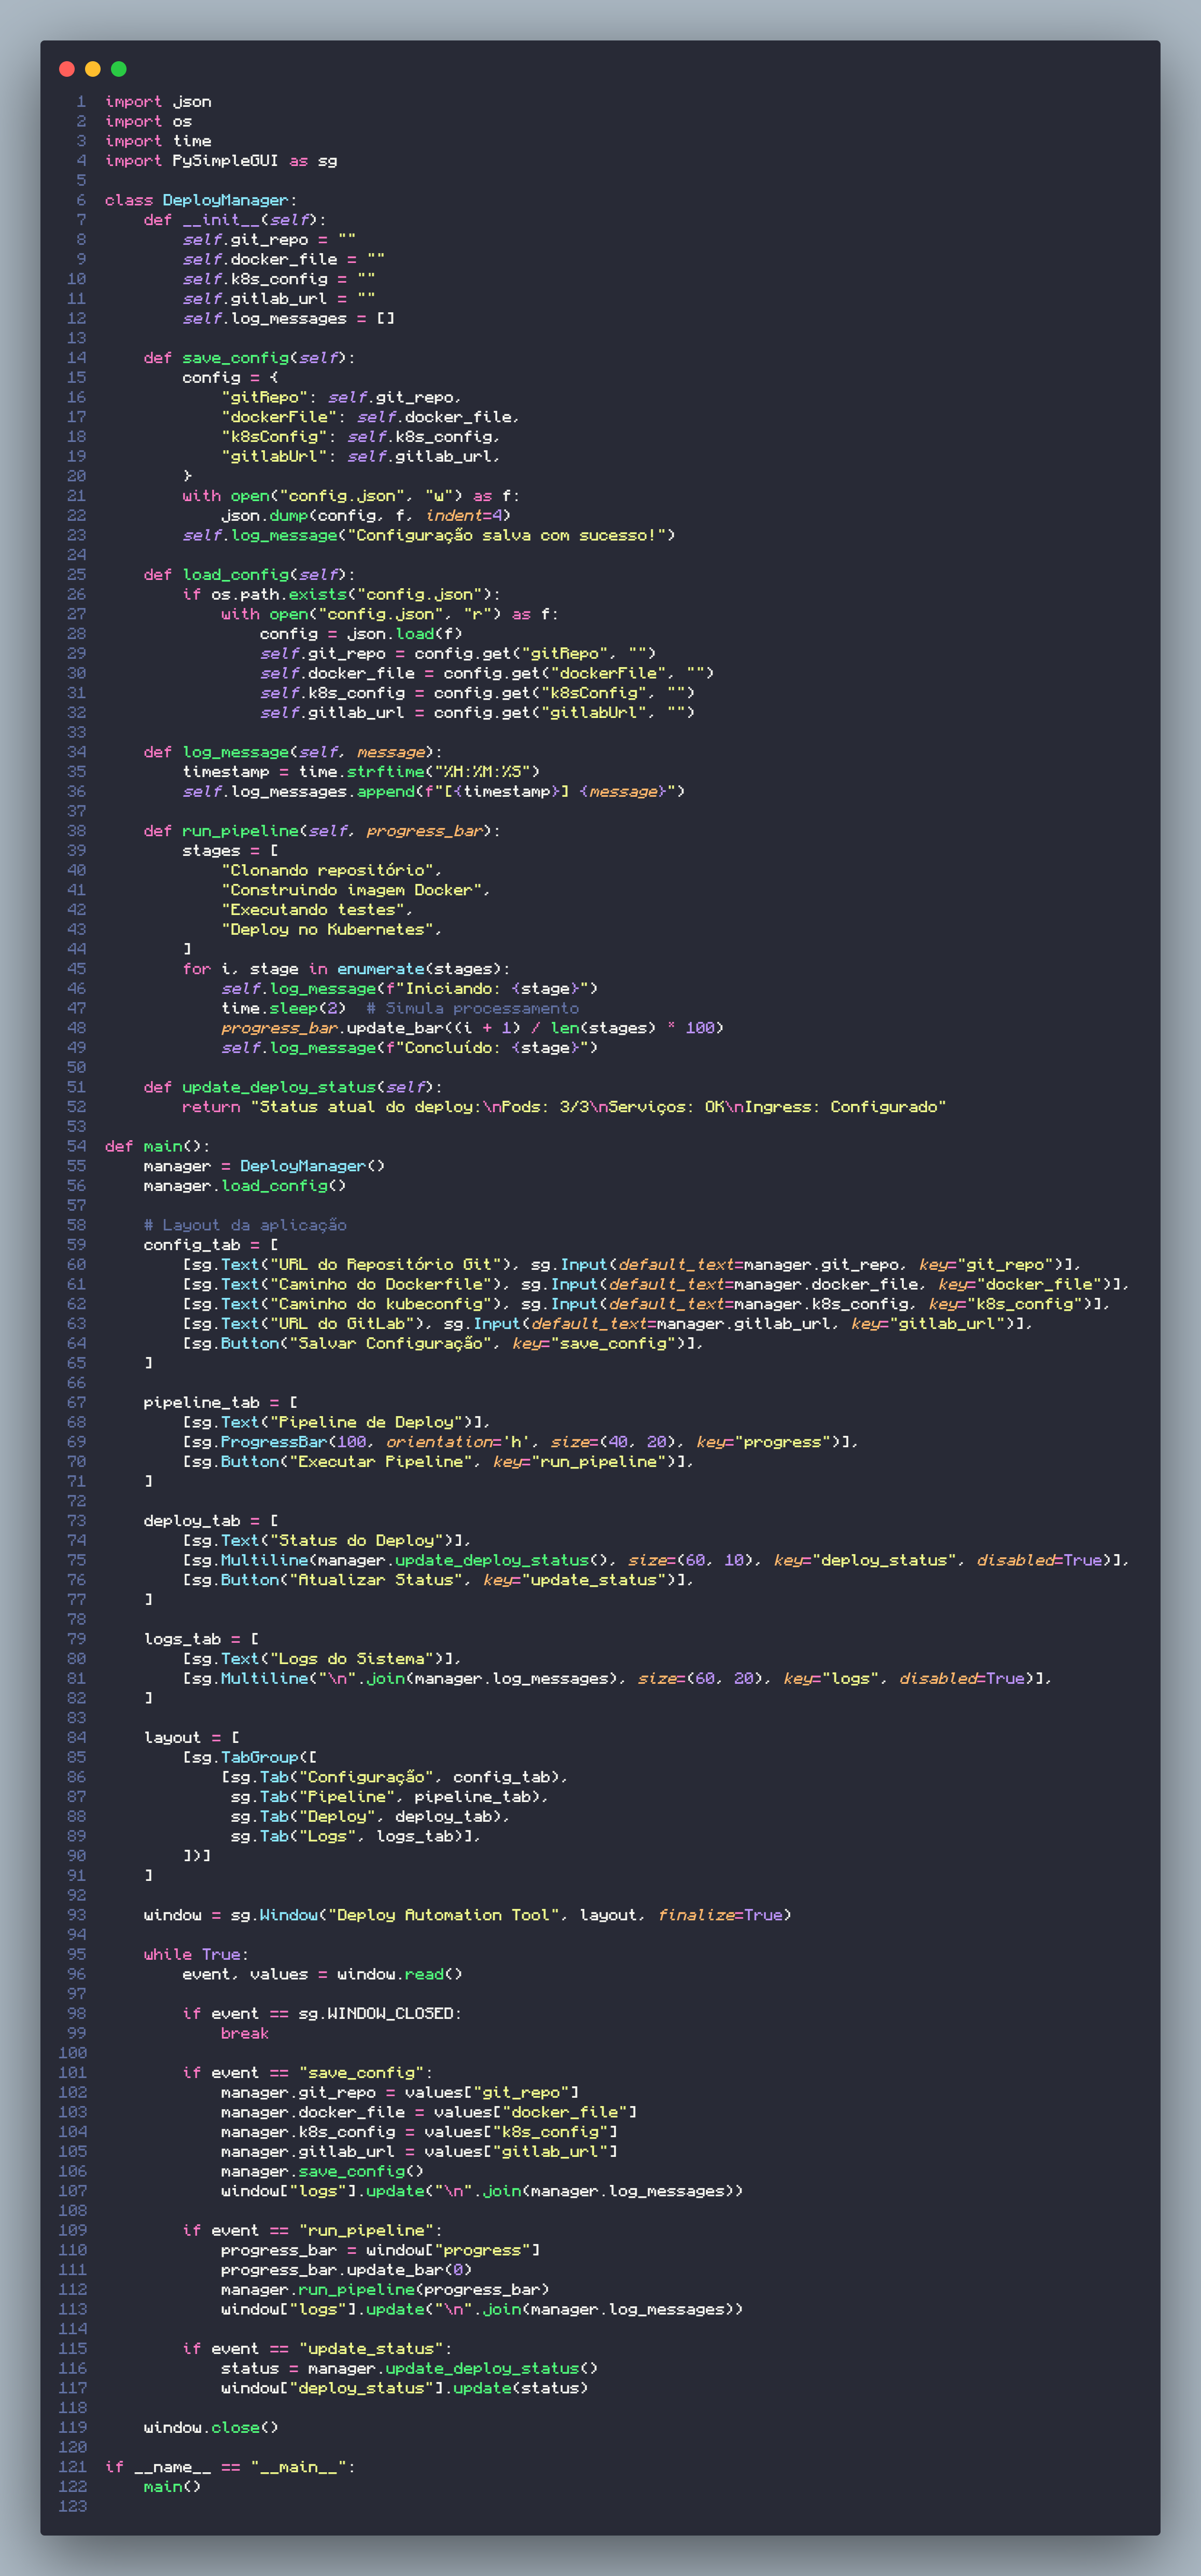 1 import json
2 import os
3 import time
4 import PySimpleGUI as sg
5
6 class DeployManager:
7     def __init__(self):
8         self.git_repo = ""
9         self.docker_file = ""
10         self.k8s_config = ""
11         self.gitlab_url = ""
12         self.log_messages = []
13
14     def save_config(self):
15         config = {
16             "gitRepo": self.git_repo,
17             "dockerFile": self.docker_file,
18             "k8sConfig": self.k8s_config,
19             "gitlabUrl": self.gitlab_url,
20         }
21         with open("config.json", "w") as f:
22             json.dump(config, f, indent=4)
23         self.log_message("Configuração salva com sucesso!")
24
25     def load_config(self):
26         if os.path.exists("config.json"):
27             with open("config.json", "r") as f:
28                 config = json.load(f)
29                 self.git_repo = config.get("gitRepo", "")
30                 self.docker_file = config.get("dockerFile", "")
31                 self.k8s_config = config.get("k8sConfig", "")
32                 self.gitlab_url = config.get("gitlabUrl", "")
33
34     def log_message(self, message):
35         timestamp = time.strftime("%H:%M:%S")
36         self.log_messages.append(f"[{timestamp}] {message}")
37
38     def run_pipeline(self, progress_bar):
39         stages = [
40             "Clonando repositório",
41             "Construindo imagem Docker",
42             "Executando testes",
43             "Deploy no Kubernetes",
44         ]
45         for i, stage in enumerate(stages):
46             self.log_message(f"Iniciando: {stage}")
47             time.sleep(2)  # Simula processamento
48             progress_bar.update_bar((i + 1) / len(stages) * 100)
49             self.log_message(f"Concluído: {stage}")
50
51     def update_deploy_status(self):
52         return "Status atual do deploy:\nPods: 3/3\nServiços: OK\nIngress: Configurado"
53
54 def main():
55     manager = DeployManager()
56     manager.load_config()
57
58     # Layout da aplicação
59     config_tab = [
60         [sg.Text("URL do Repositório Git"), sg.Input(default_text=manager.git_repo, key="git_repo")],
61         [sg.Text("Caminho do Dockerfile"), sg.Input(default_text=manager.docker_file, key="docker_file")],
62         [sg.Text("Caminho do kubeconfig"), sg.Input(default_text=manager.k8s_config, key="k8s_config")],
63         [sg.Text("URL do GitLab"), sg.Input(default_text=manager.gitlab_url, key="gitlab_url")],
64         [sg.Button("Salvar Configuração", key="save_config")],
65     ]
66
67     pipeline_tab = [
68         [sg.Text("Pipeline de Deploy")],
69         [sg.ProgressBar(100, orientation='h', size=(40, 20), key="progress")],
70         [sg.Button("Executar Pipeline", key="run_pipeline")],
71     ]
72
73     deploy_tab = [
74         [sg.Text("Status do Deploy")],
75         [sg.Multiline(manager.update_deploy_status(), size=(60, 10), key="deploy_status", disabled=True)],
76         [sg.Button("Atualizar Status", key="update_status")],
77     ]
78
79     logs_tab = [
80         [sg.Text("Logs do Sistema")],
81         [sg.Multiline("\n".join(manager.log_messages), size=(60, 20), key="logs", disabled=True)],
82     ]
83
84     layout = [
85         [sg.TabGroup([
86             [sg.Tab("Configuração", config_tab),
87              sg.Tab("Pipeline", pipeline_tab),
88              sg.Tab("Deploy", deploy_tab),
89              sg.Tab("Logs", logs_tab)],
90         ])]
91     ]
92
93     window = sg.Window("Deploy Automation Tool", layout, finalize=True)
94
95     while True:
96         event, values = window.read()
97
98         if event == sg.WINDOW_CLOSED:
99             break
100
101         if event == "save_config":
102             manager.git_repo = values["git_repo"]
103             manager.docker_file = values["docker_file"]
104             manager.k8s_config = values["k8s_config"]
105             manager.gitlab_url = values["gitlab_url"]
106             manager.save_config()
107             window["logs"].update("\n".join(manager.log_messages))
108
109         if event == "run_pipeline":
110             progress_bar = window["progress"]
111             progress_bar.update_bar(0)
112             manager.run_pipeline(progress_bar)
113             window["logs"].update("\n".join(manager.log_messages))
114
115         if event == "update_status":
116             status = manager.update_deploy_status()
117             window["deploy_status"].update(status)
118
119     window.close()
120
121 if __name__ == "__main__":
122     main()
123